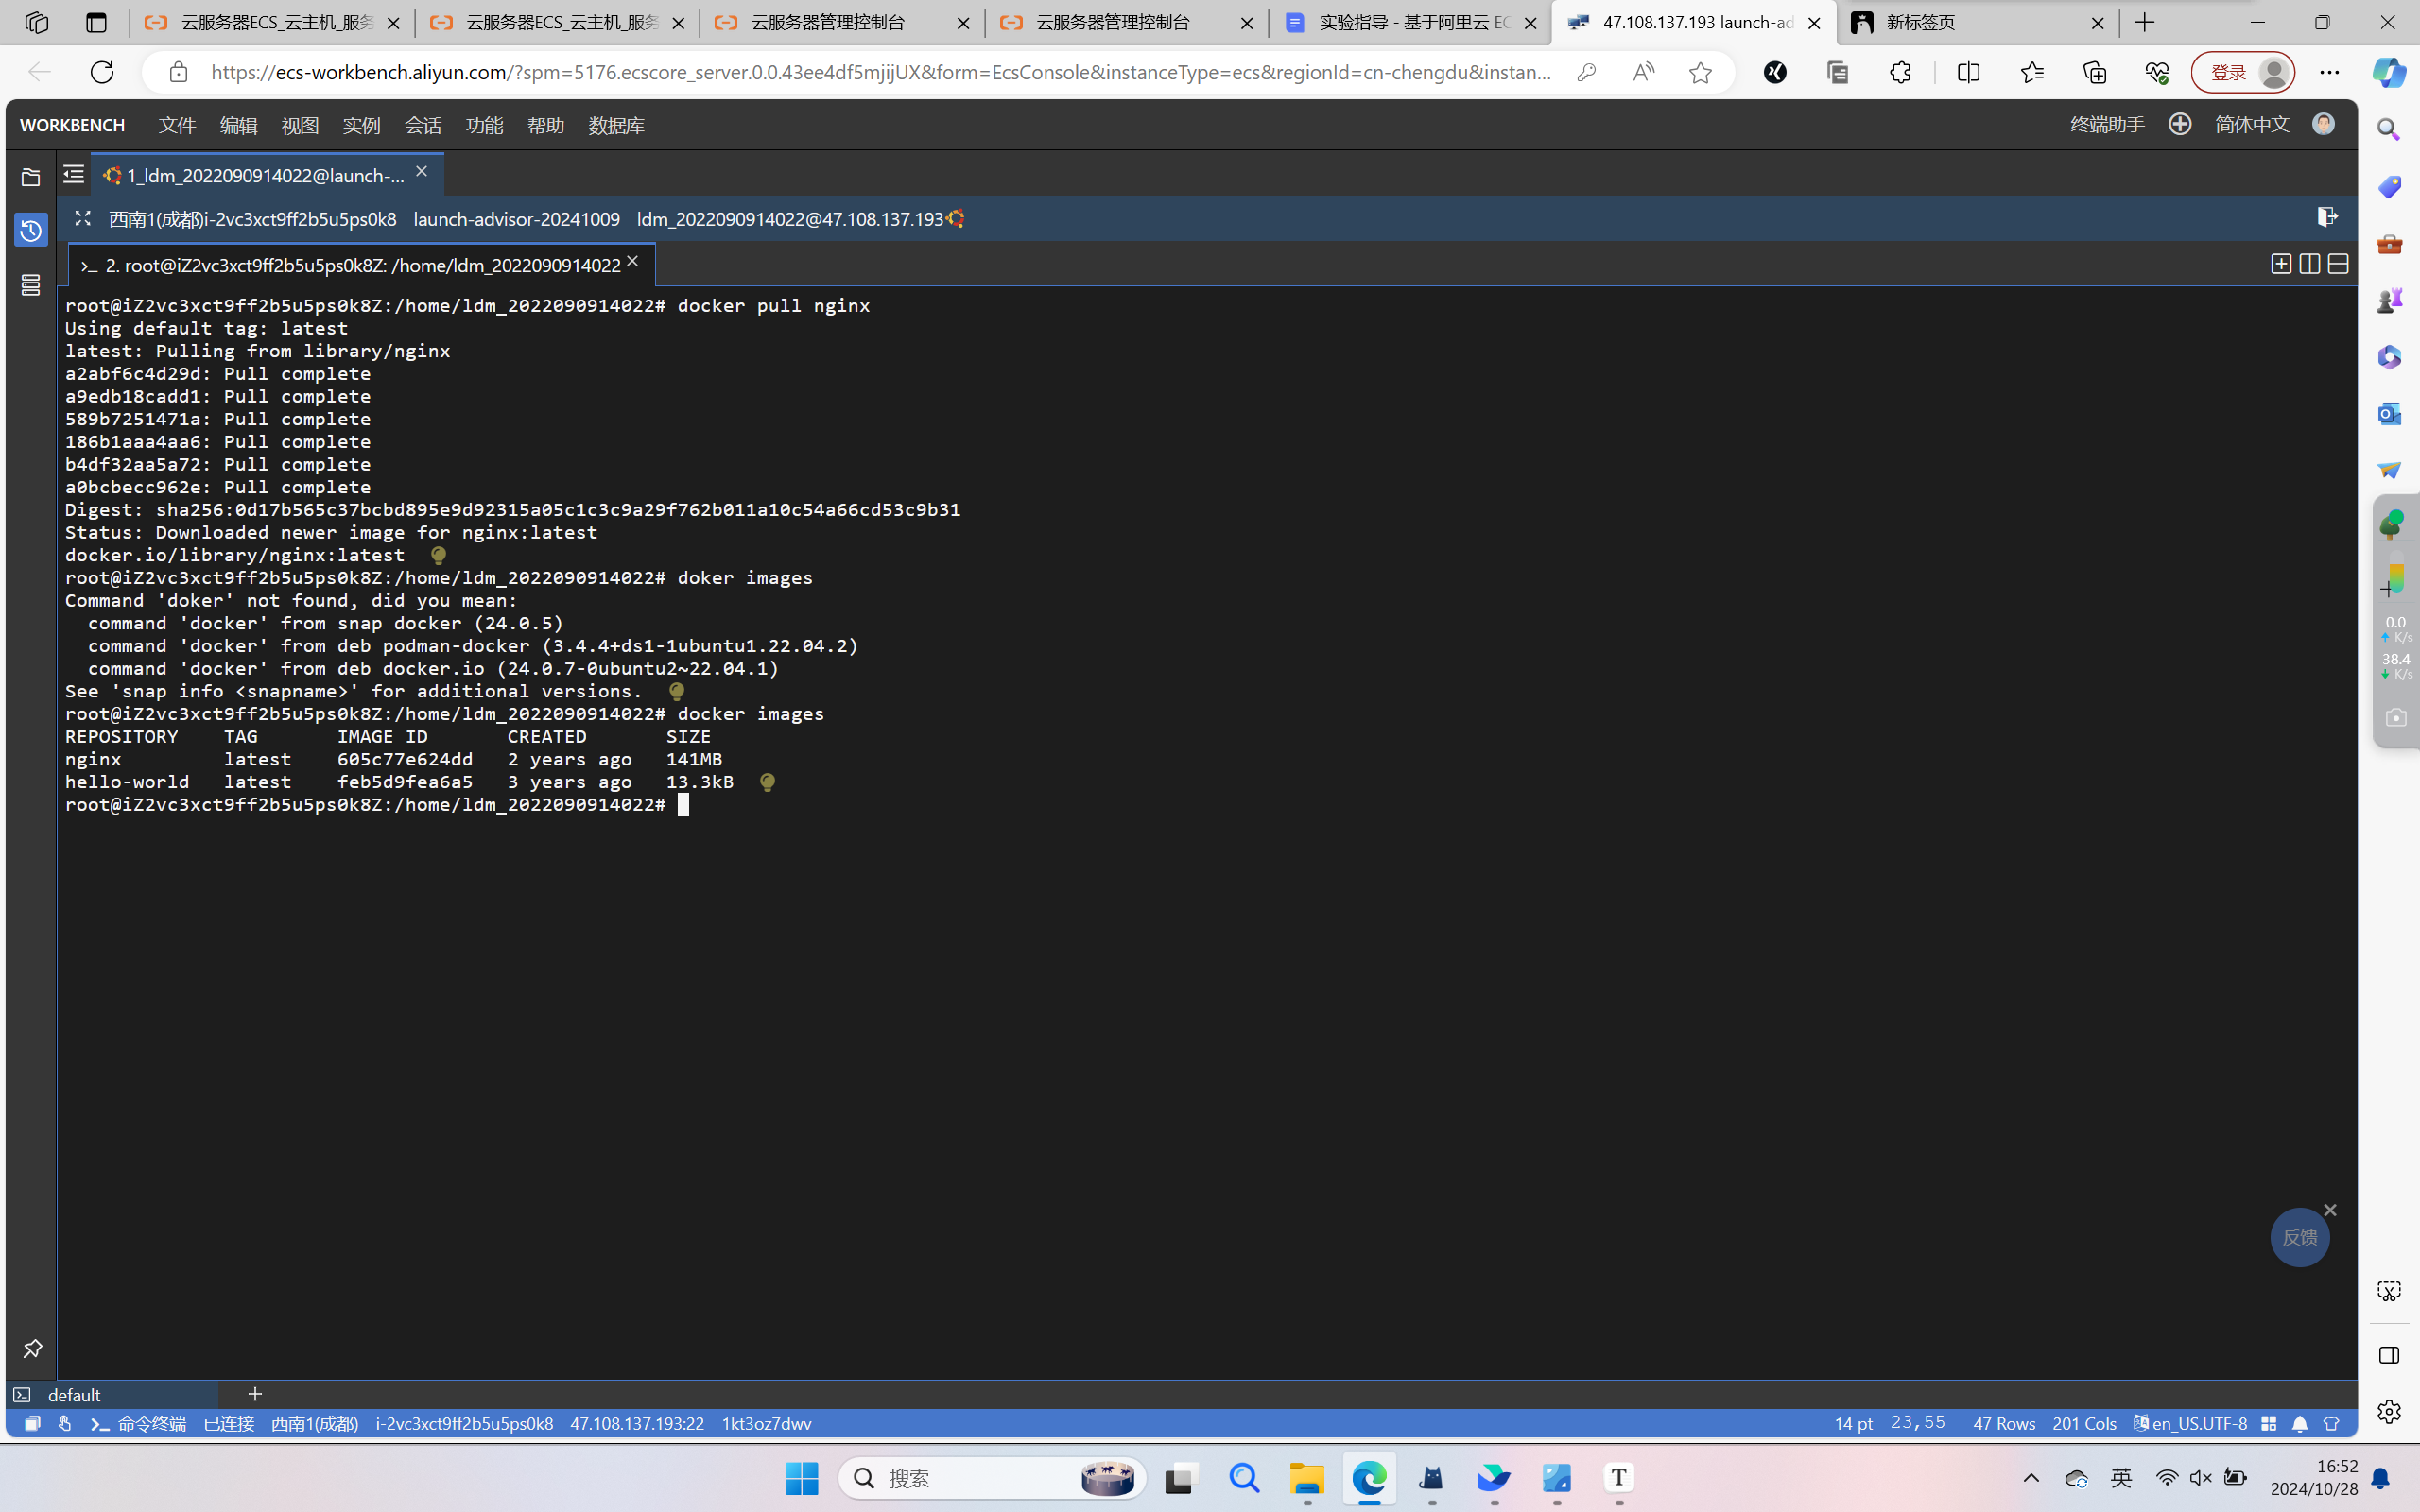 云服务器ECS_云主机_服务
云服务器ECS_云主机_服务
云服务器管理控制台
云服务器管理控制台
实验指导 - 基于阿里云 EC
47.108.137.193 launch-ad
新标签页
https://ecs-workbench.aliyun.com/?spm=5176.ecscore_server.0.0.43ee4df5mjijUX&form=EcsConsole&instanceType=ecs&regionId=cn-chengdu&instan...
登录
WORKBENCH 文件 编辑 视图 实例 会话 功能 帮助 数据库
终端助手 简体中文
1_ldm_2022090914022@launch-...
西南1(成都)i-2vc3xct9ff2b5u5ps0k8 launch-advisor-20241009 ldm_2022090914022@47.108.137.193
2. root@iZ2vc3xct9ff2b5u5ps0k8Z: /home/ldm_2022090914022
root@iZ2vc3xct9ff2b5u5ps0k8Z:/home/ldm_2022090914022# docker pull nginx
Using default tag: latest
latest: Pulling from library/nginx
a2abf6c4d29d: Pull complete
a9edb18cadd1: Pull complete
589b7251471a: Pull complete
186b1aaa4aa6: Pull complete
b4df32aa5a72: Pull complete
a0bcbecc962e: Pull complete
Digest: sha256:0d17b565c37bcbd895e9d92315a05c1c3c9a29f762b011a10c54a66cd53c9b31
Status: Downloaded newer image for nginx:latest
docker.io/library/nginx:latest
root@iZ2vc3xct9ff2b5u5ps0k8Z:/home/ldm_2022090914022# doker images
Command 'doker' not found, did you mean:
  command 'docker' from snap docker (24.0.5)
  command 'docker' from deb podman-docker (3.4.4+ds1-1ubuntu1.22.04.2)
  command 'docker' from deb docker.io (24.0.7-0ubuntu2~22.04.1)
See 'snap info <snapname>' for additional versions.
root@iZ2vc3xct9ff2b5u5ps0k8Z:/home/ldm_2022090914022# docker images
REPOSITORY    TAG       IMAGE ID       CREATED       SIZE
nginx         latest    605c77e624dd   2 years ago   141MB
hello-world   latest    feb5d9fea6a5   3 years ago   13.3kB
root@iZ2vc3xct9ff2b5u5ps0k8Z:/home/ldm_2022090914022#
0.0
K/s
38.4
K/s
反馈
default
命令终端 已连接 西南1(成都) i-2vc3xct9ff2b5u5ps0k8 47.108.137.193:22 1kt3oz7dwv
14 pt 23,55 47 Rows 201 Cols en_US.UTF-8
搜索
英
16:52
2024/10/28